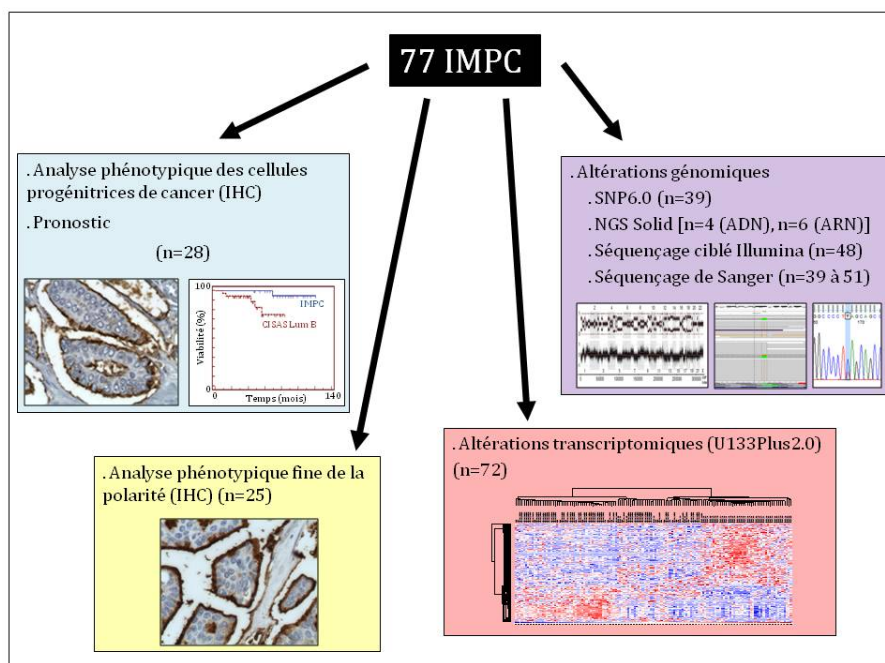 77 IMPC
. Analyse phénotypique des cellules
progénitrices de cancer (IHC)
. Pronostic
(n=28)
100
Viabilité (%)
IMPC
CISAS Lum B
0
0
Temps (mois)
140
. Altérations génomiques
. SNP6.0 (n=39)
. NGS Solid [n=4 (ADN), n=6 (ARN)]
. Séquençage ciblé Illumina (n=48)
. Séquençage de Sanger (n=39 à 51)
. Analyse phénotypique fine de la
polarité (IHC) (n=25)
. Altérations transcriptomiques (U133Plus2.0)
(n=72)